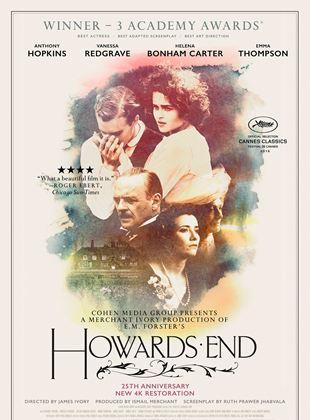 WINNER – 3 ACADEMY AWARDS®
BEST ACTRESS / BEST ADAPTED SCREENPLAY / BEST ART DIRECTION
ANTHONY HOPKINS
VANESSA REDGRAVE
HELENA BONHAM CARTER
EMMA THOMPSON
OFFICIAL SELECTION
CANNES CLASSICS
FESTIVAL DE CANNES
★★★★
"What a beautiful film it is."
—ROGER EBERT,
Chicago Sun-Times
COHEN MEDIA GROUP PRESENTS
A MERCHANT IVORY PRODUCTION OF
E.M. FORSTER'S
HOWARDS·END
25TH ANNIVERSARY
NEW 4K RESTORATION
DIRECTED BY JAMES IVORY PRODUCED BY ISMAIL MERCHANT SCREENPLAY BY RUTH PRAWER JHABVALA